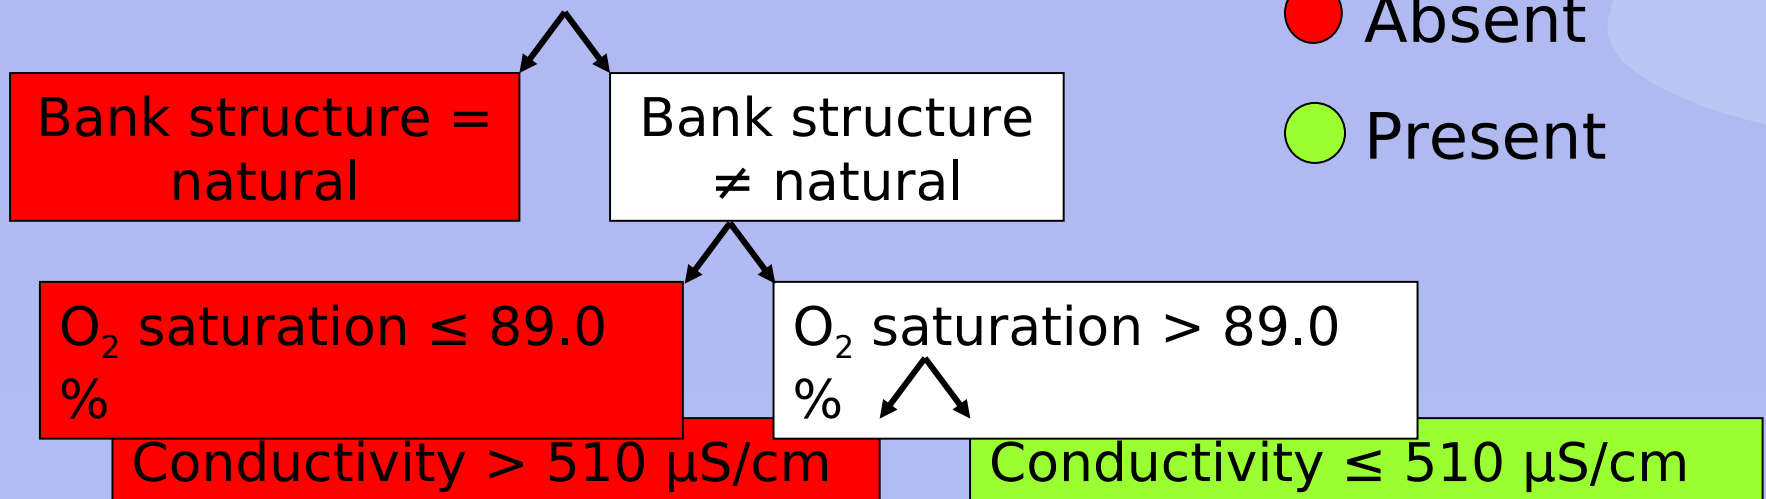 Absent
Bank structure =
natural
Bank structure
≠ natural
Present
O₂ saturation ≤ 89.0
%
O₂ saturation > 89.0
%
Conductivity > 510 µS/cm
Conductivity ≤ 510 µS/cm